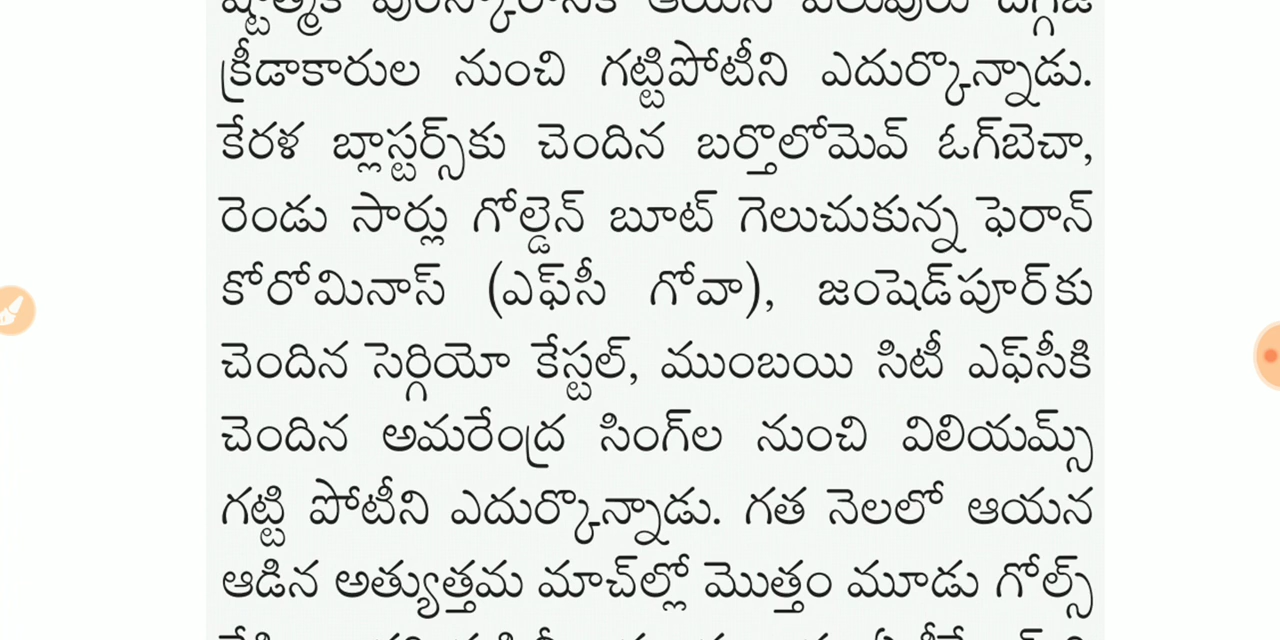 క్రీడాకారుల నుంచి గట్టిపోటీని ఎదుర్కొన్నాడు.
కేరళ బ్లాస్టర్స్‌కు చెందిన బర్తొలోమెవ్ ఓగ్‌బెచా,
రెండు సార్లు గోల్డెన్ బూట్ గెలుచుకున్న ఫెరాన్
కోరోమినాస్ (ఎఫ్‌సీ గోవా), జంషెడ్‌పూర్‌కు
చెందిన సెర్గియో కేస్టల్, ముంబయి సిటీ ఎఫ్‌సీకి
చెందిన అమరేంద్ర సింగ్‌ల నుంచి విలియమ్స్
గట్టి పోటీని ఎదుర్కొన్నాడు. గత నెలలో ఆయన
ఆడిన అత్యుత్తమ మాచ్‌ల్లో మొత్తం మూడు గోల్స్